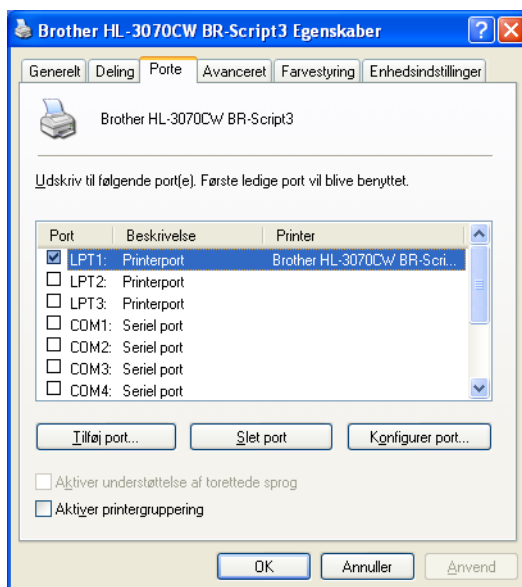 Brother HL-3070CW BR-Script3 Egenskaber
Generelt Deling Porte Avanceret Farvestyring Enhedsindstillinger
Brother HL-3070CW BR-Script3
Udskriv til følgende port(e). Første ledige port vil blive benyttet.
Port Beskrivelse Printer
LPT1: Printerport Brother HL-3070CW BR-Scri...
LPT2: Printerport
LPT3: Printerport
COM1: Seriel port
COM2: Seriel port
COM3: Seriel port
COM4: Seriel port
Tilføj port... Slet port Konfigurer port...
Aktiver understøttelse af torettede sprog
Aktiver printergruppering
OK Annuller Anvend